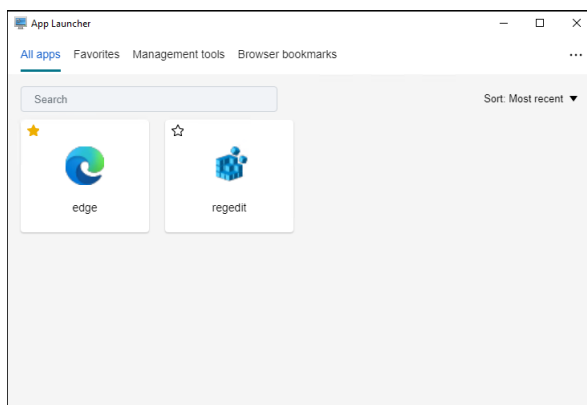 App Launcher
All apps Favorites Management tools Browser bookmarks
Search
Sort: Most recent
edge
regedit